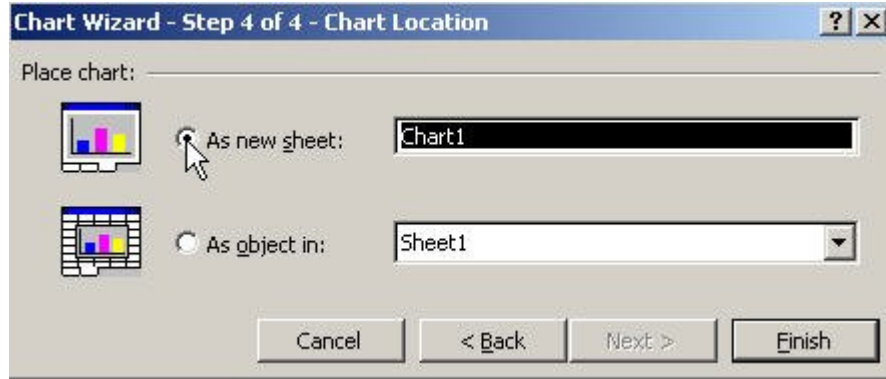 Chart Wizard - Step 4 of 4 - Chart Location
Place chart:
As new sheet: Chart1
As object in: Sheet1
Cancel < Back Next > Finish